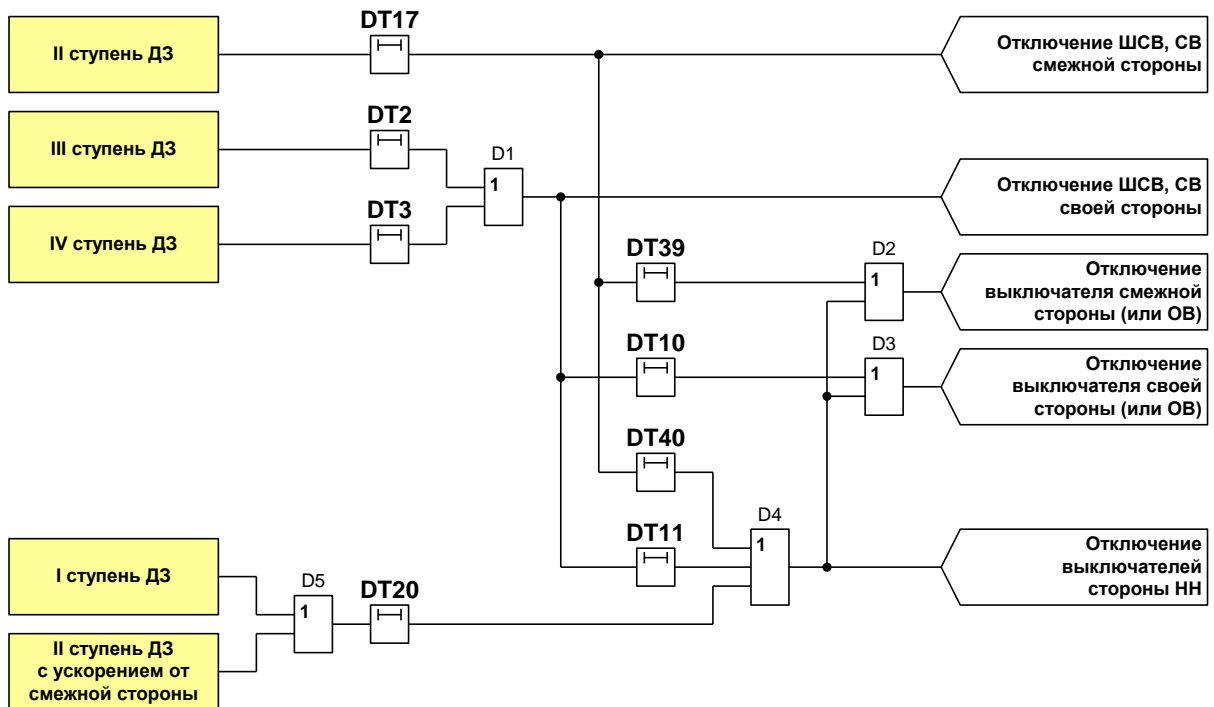 DT17
II ступень ДЗ
Отключение ШСВ, СВ
смежной стороны
DT2
III ступень ДЗ
D1
1
Отключение ШСВ, СВ
своей стороны
DT3
IV ступень ДЗ
DT39
D2
1
Отключение
выключателя смежной
стороны (или ОВ)
DT10
D3
1
Отключение
выключателя своей
стороны (или ОВ)
DT40
D4
1
DT11
Отключение
выключателей
стороны НН
I ступень ДЗ
D5
1
DT20
II ступень ДЗ
с ускорением от
смежной стороны